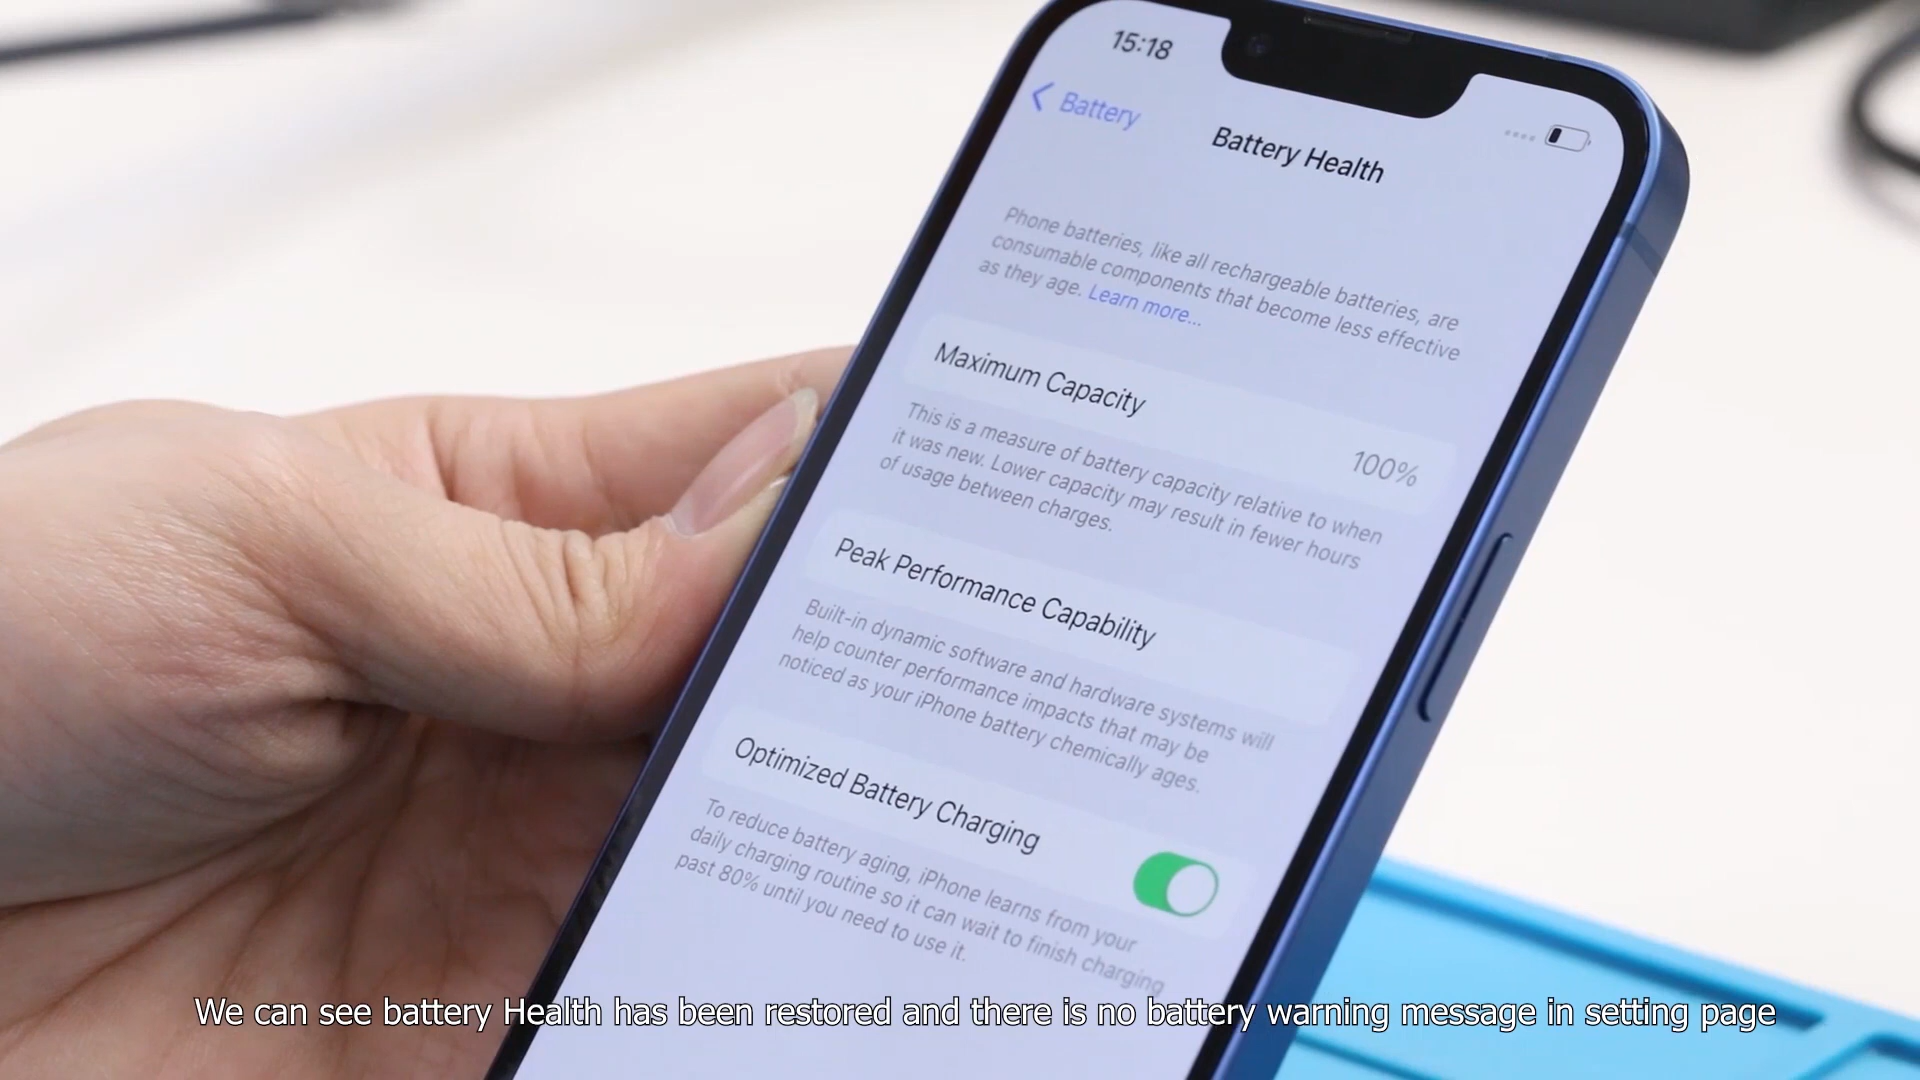 15:18
Battery
Battery Health
Phone batteries, like all rechargeable batteries, are
consumable components that become less effective
as they age. Learn more...
Maximum Capacity
100%
This is a measure of battery capacity relative to when
it was new. Lower capacity may result in fewer hours
of usage between charges.
Peak Performance Capability
Built-in dynamic software and hardware systems will
help counter performance impacts that may be
noticed as your iPhone battery chemically ages.
Optimized Battery Charging
To reduce battery aging, iPhone learns from your
daily charging routine so it can wait to finish charging
past 80% until you need to use it.
We can see battery Health has been restored and there is no battery warning message in setting page